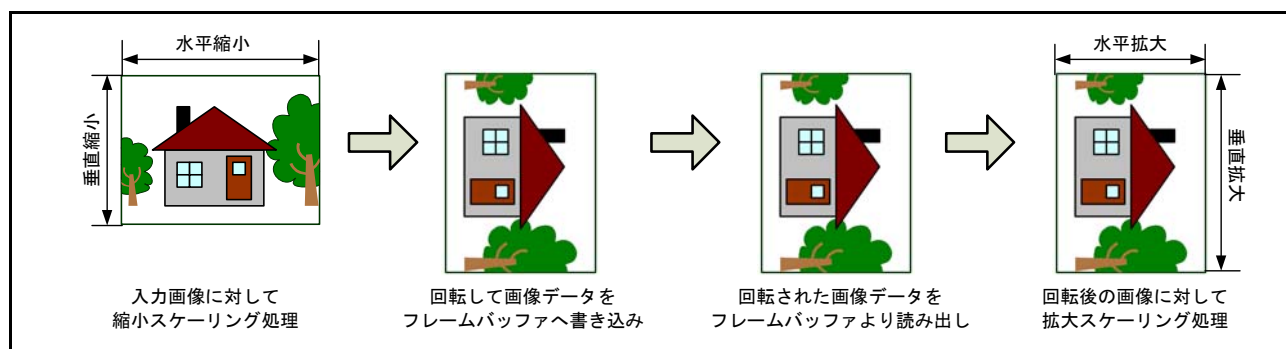 水平縮小
垂直縮小
入力画像に対して
縮小スケーリング処理
回転して画像データを
フレームバッファへ書き込み
回転された画像データを
フレームバッファより読み出し
水平拡大
垂直拡大
回転後の画像に対して
拡大スケーリング処理